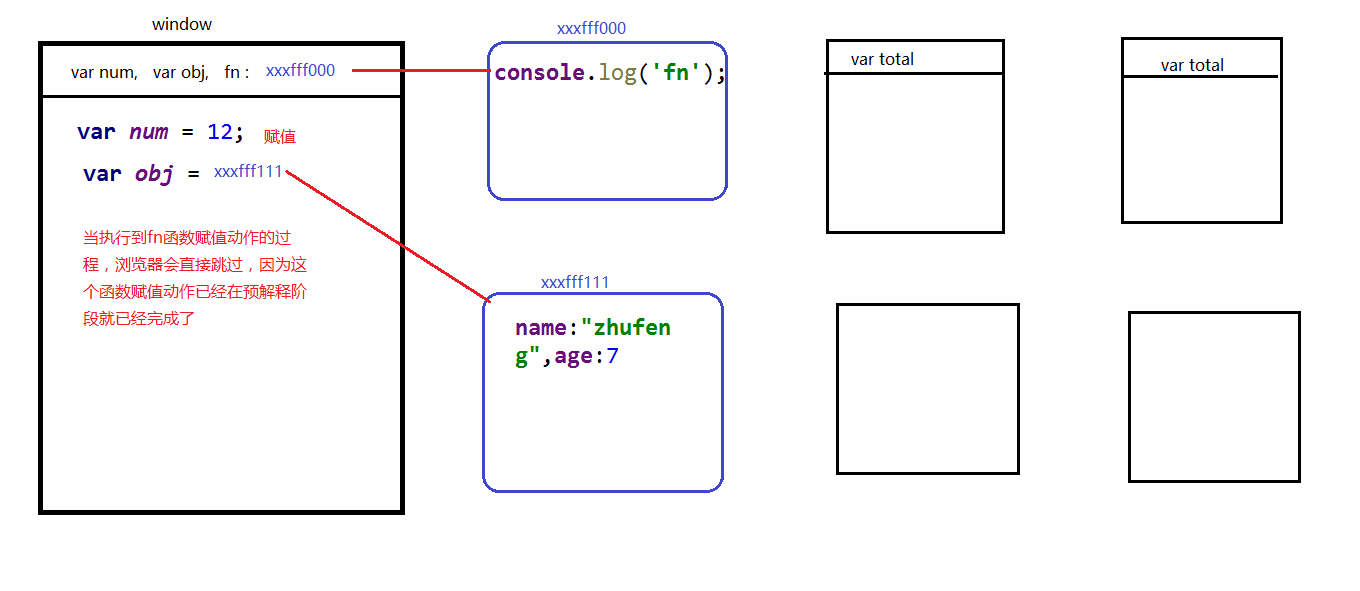 window
var num, var obj, fn : xxxfff000
var num = 12; 赋值
var obj = xxxfff111
当执行到fn函数赋值动作的过
程，浏览器会直接跳过，因为这
个函数赋值动作已经在预解释阶
段就已经完成了
xxxfff000
console.log('fn');
xxxfff111
name:"zhufen
g",age:7
var total
var total